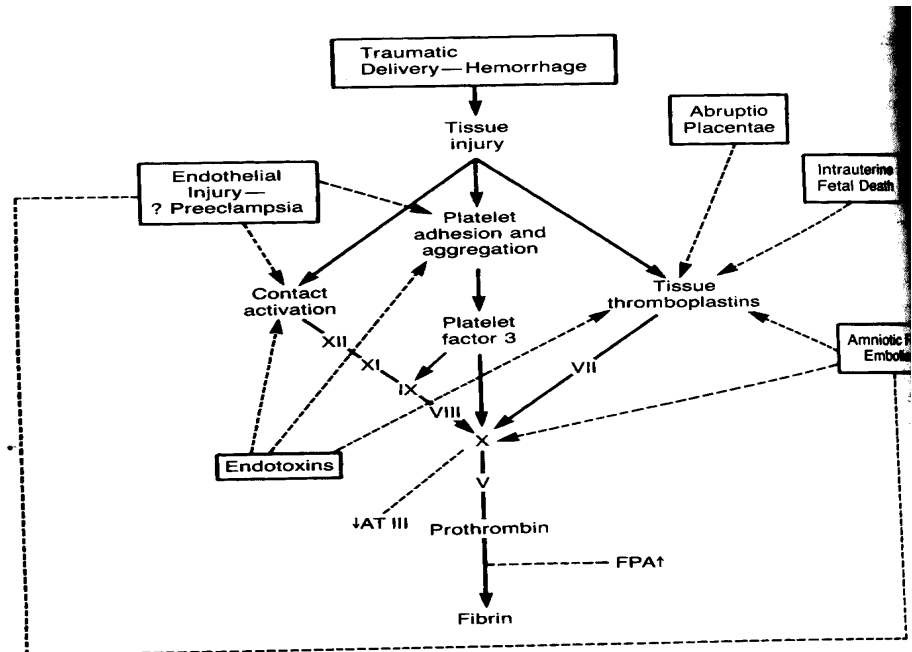 Traumatic
Delivery—Hemorrhage
Tissue
injury
Abruptio
Placentae
Intrauterine
Fetal Death
Endothelial
Injury—
? Preeclampsia
Platelet
adhesion and
aggregation
Contact
activation
Tissue
thromboplastins
Platelet
factor 3
XII
XI
IX
VIII
VII
Amniotic
X
Endotoxins
V
↓AT III
Prothrombin
FPA↑
Fibrin